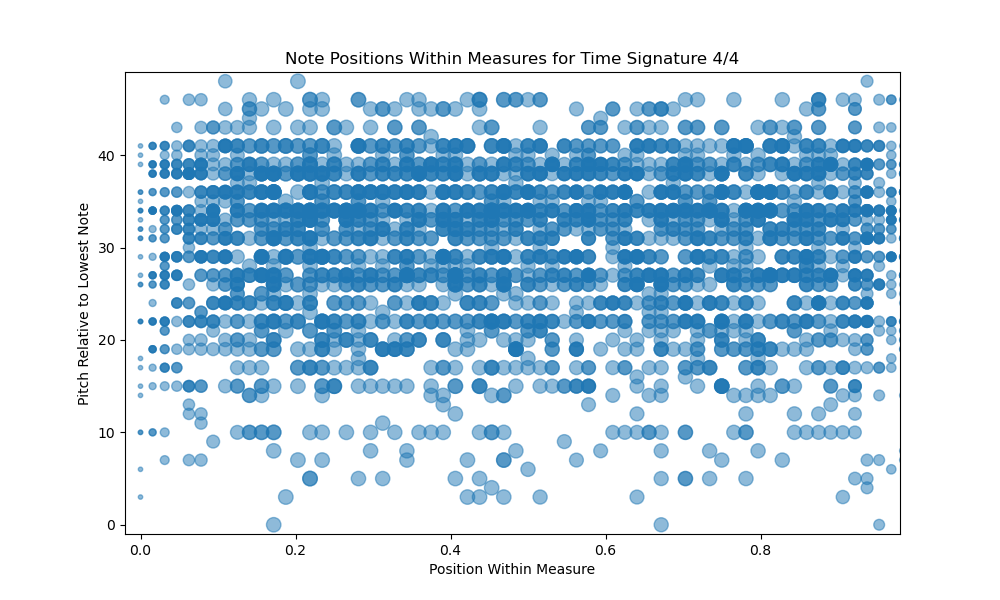 Note Positions Within Measures for Time Signature 4/4
Pitch Relative to Lowest Note
40
30
20
10
0
0.0 0.2 0.4 0.6 0.8
Position Within Measure